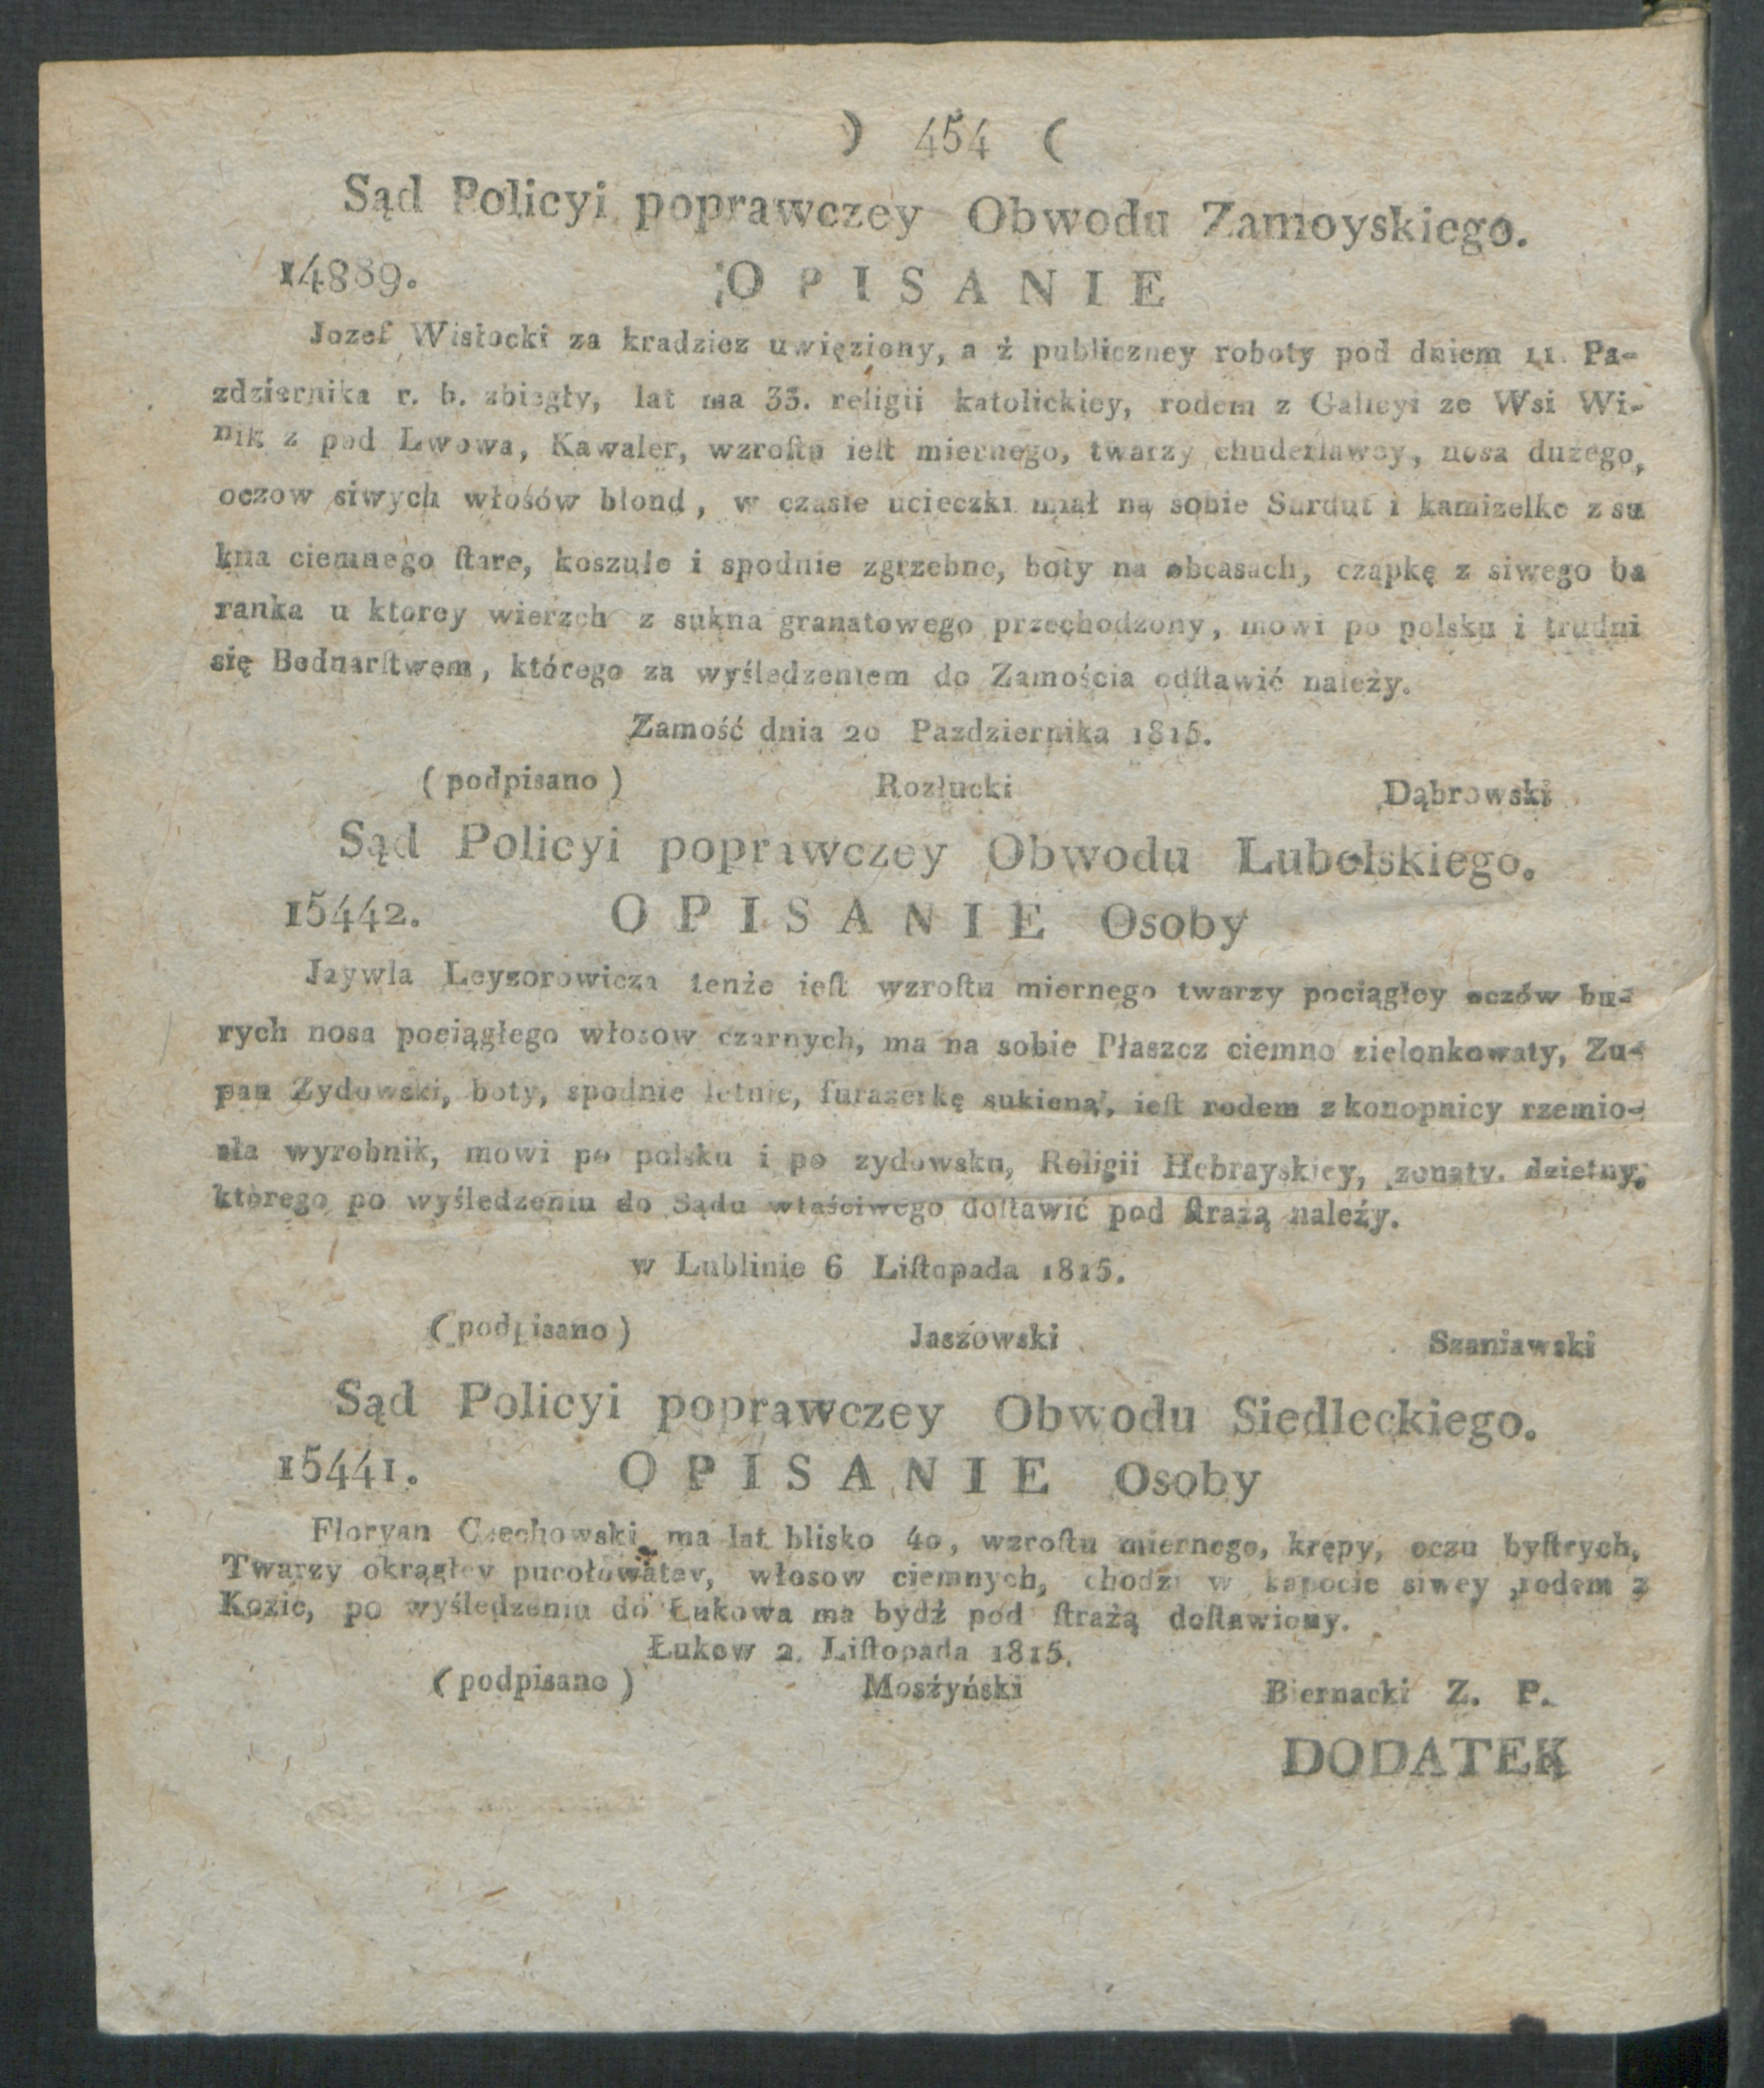 ) 454 (
Sąd Policyi poprawczey Obwodu Zamoyskiego.
14889. OPISANIE
Jozef Wisłocki za kradziez uwięziony, a ż publiczney roboty pod dniem 11. Pa-
zdziernika r. b. zbiegły, lat ma 33. religii katolickiey, rodem z Galicyi ze Wsi Wi-
nik z pod Lwowa, Kawaler, wzroſtu ieſt miernego, twarzy chuderlawey, nosa dużego,
oczow siwych włośów blond, w czasie ucieczki miał na sobie Surdut i kamizelke z su
kna ciemnego ſtare, koszule i spodnie zgrzebne, boty na obcasach, czapkę z siwego ba
ranka u ktorey wierzch z sukna granatowego przechodzony, mowi po polsku i trudni
się Bednarſtwem, którego za wyśledzeniem do Zamościa odſtawić należy.
Zamość dnia 20 Pazdziernika 1815.
(podpisano) Rozłucki Dąbrowski
Sąd Policyi poprawczey Obwodu Lubelskiego.
15442. OPISANIE Osoby
Jaywla Leyzorowicza tenże ieſt wzroſtu miernego twarzy pociągłey oczów bu-
rych nosa pociągłego włosow czarnych, ma na sobie Płaszcz ciemno zielonkowaty, Zu-
pan Zydowski, boty, spodnie letnie, furazerkę sukieną, ieſt rodem z konopnicy rzemio-
sła wyrobnik, mowi po polsku i po zydowsku, Religii Hebrayskiey, zonaty. dzietny,
którego po wyśledzeniu do Sądu właściwego doſtawić pod ſtrażą należy.
w Lublinie 6 Liſtopada 1815.
(podpisano) Jaszowski Szaniawski
Sąd Policyi poprawczey Obwodu Siedleckiego.
15441. OPISANIE Osoby
Floryan Czechowski ma lat blisko 40, wzroſtu miernego, krępy, oczu byſtrych,
Twarzy okrągłey pucołowatey, włosow ciemnych, chodzi w kapocie siwey, rodem z
Kozic, po wyśledzeniu do Łukowa ma bydź pod ſtrażą doſtawiony.
Łukow 2. Liſtopada 1815.
(podpisano) Mosżyński Biernacki Z. P.
DODATEK